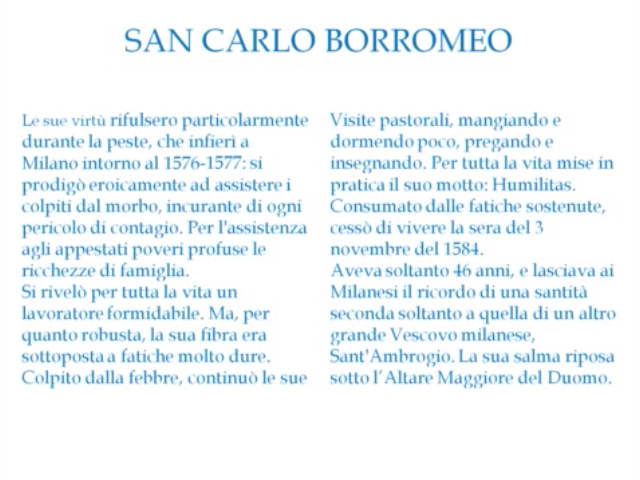 SAN CARLO BORROMEO
Le sue virtù rifulsero particolarmente
durante la peste, che infierì a
Milano intorno al 1576-1577: si
prodigò eroicamente ad assistere i
colpiti dal morbo, incurante di ogni
pericolo di contagio. Per l'assistenza
agli appestati poveri profuse le
ricchezze di famiglia.
Si rivelò per tutta la vita un
lavoratore formidabile. Ma, per
quanto robusta, la sua fibra era
sottoposta a fatiche molto dure.
Colpito dalla febbre, continuò le sue
Visite pastorali, mangiando e
dormendo poco, pregando e
insegnando. Per tutta la vita mise in
pratica il suo motto: Humilitas.
Consumato dalle fatiche sostenute,
cessò di vivere la sera del 3
novembre del 1584.
Aveva soltanto 46 anni, e lasciava ai
Milanesi il ricordo di una santità
seconda soltanto a quella di un altro
grande Vescovo milanese,
Sant'Ambrogio. La sua salma riposa
sotto l’Altare Maggiore del Duomo.